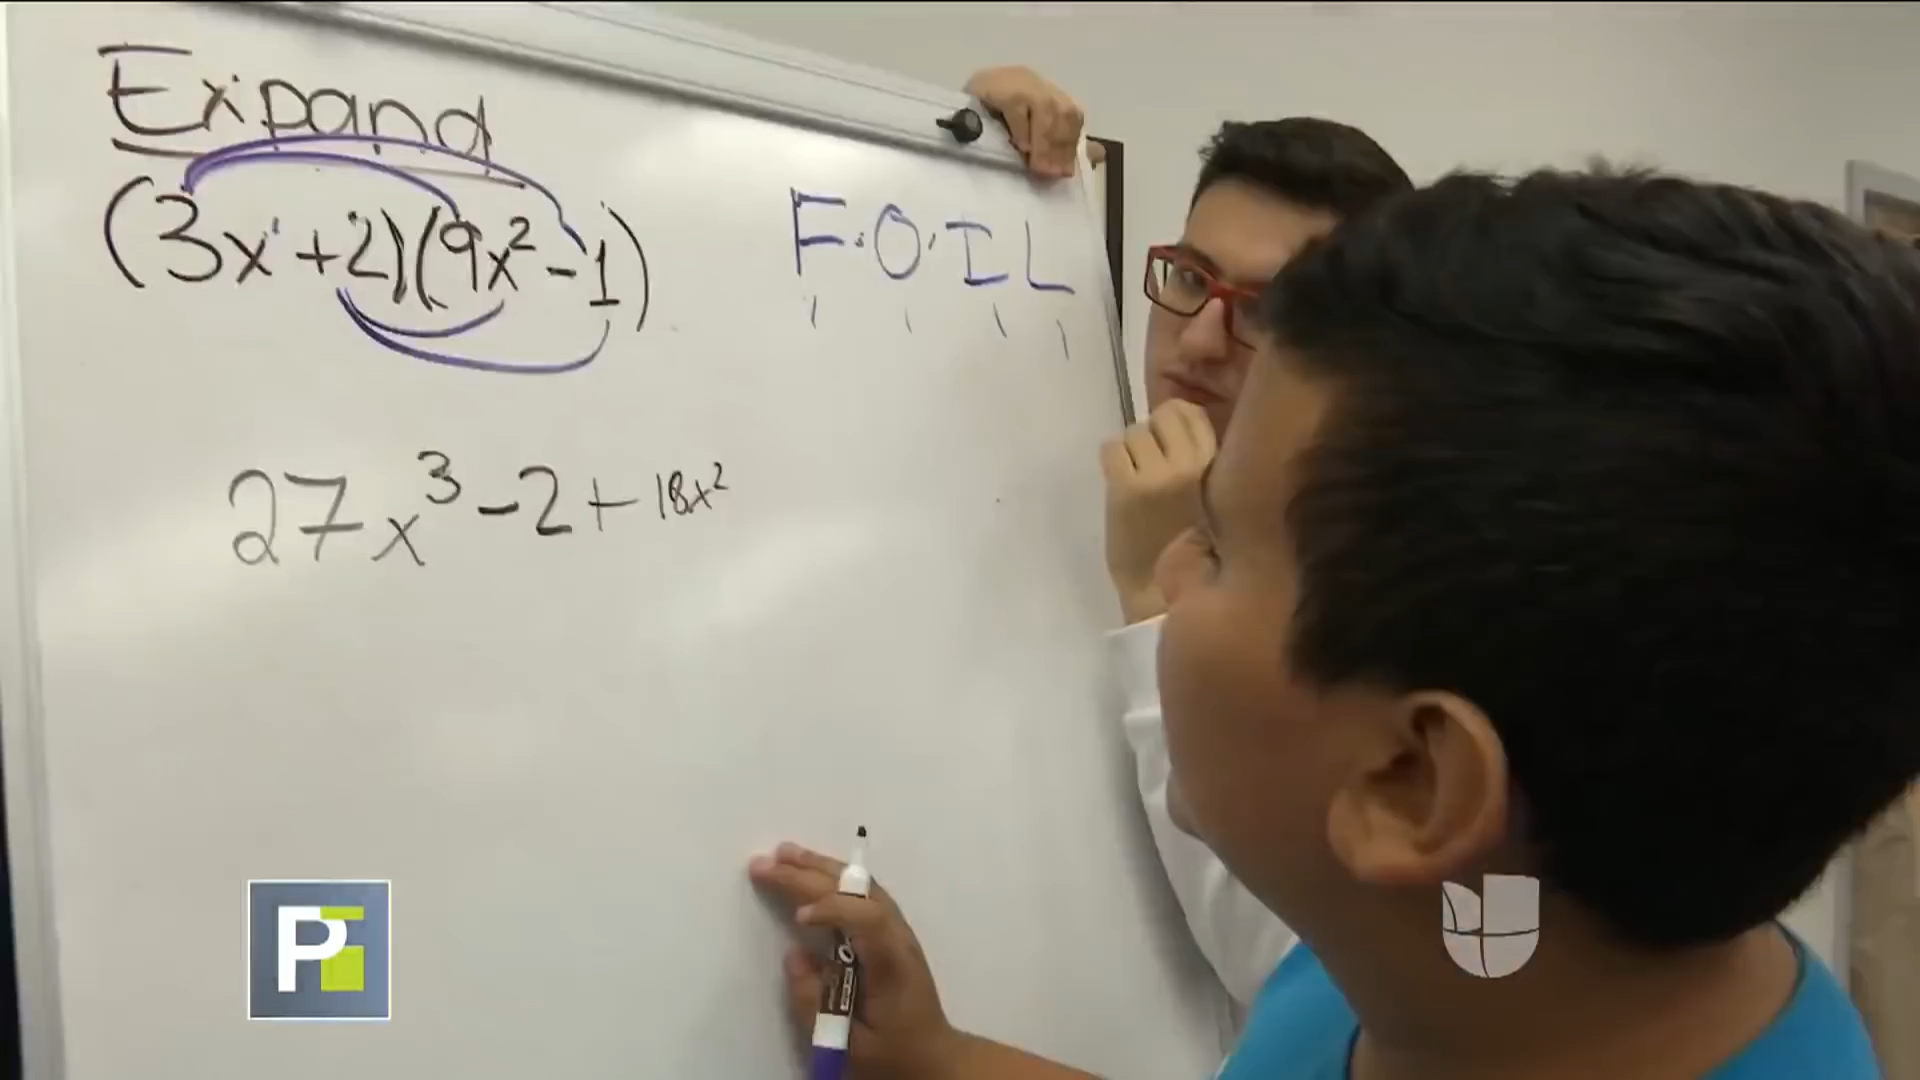 Expand
(3x' +2)(9x² -1)
F.O.I.L
27x³ -2 + 18x²
P